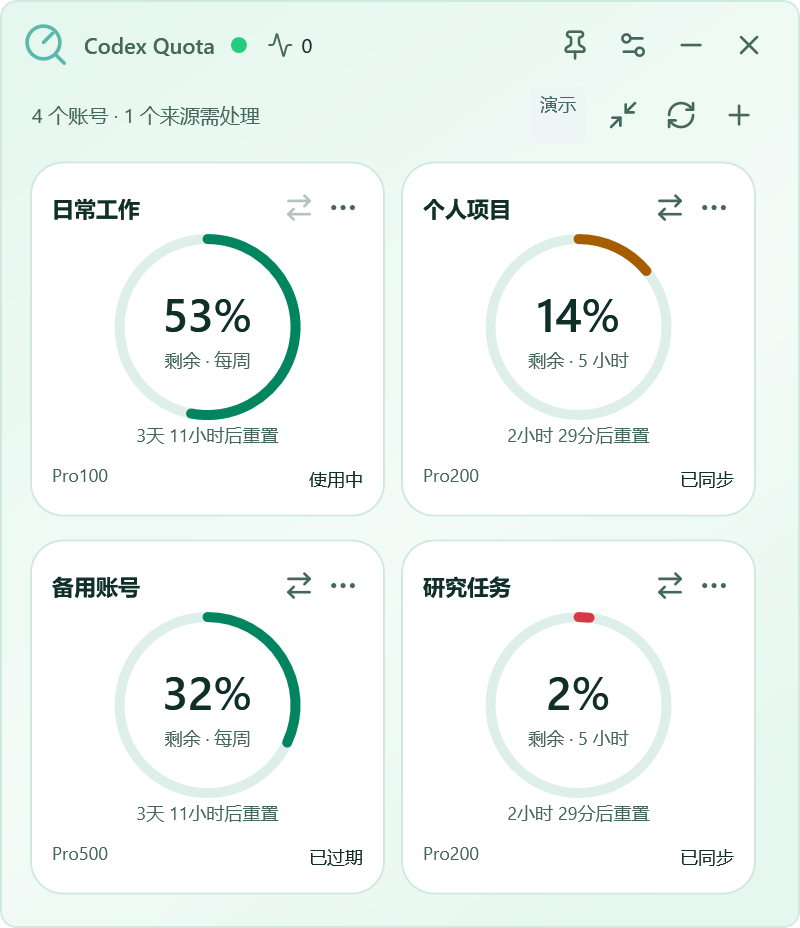 Codex Quota 0
4 个账号 · 1 个来源需处理
演示
日常工作
53%
剩余 · 每周
3天 11小时后重置
Pro100
使用中
个人项目
14%
剩余 · 5 小时
2小时 29分后重置
Pro200
已同步
备用账号
32%
剩余 · 每周
3天 11小时后重置
Pro500
已过期
研究任务
2%
剩余 · 5 小时
2小时 29分后重置
Pro200
已同步